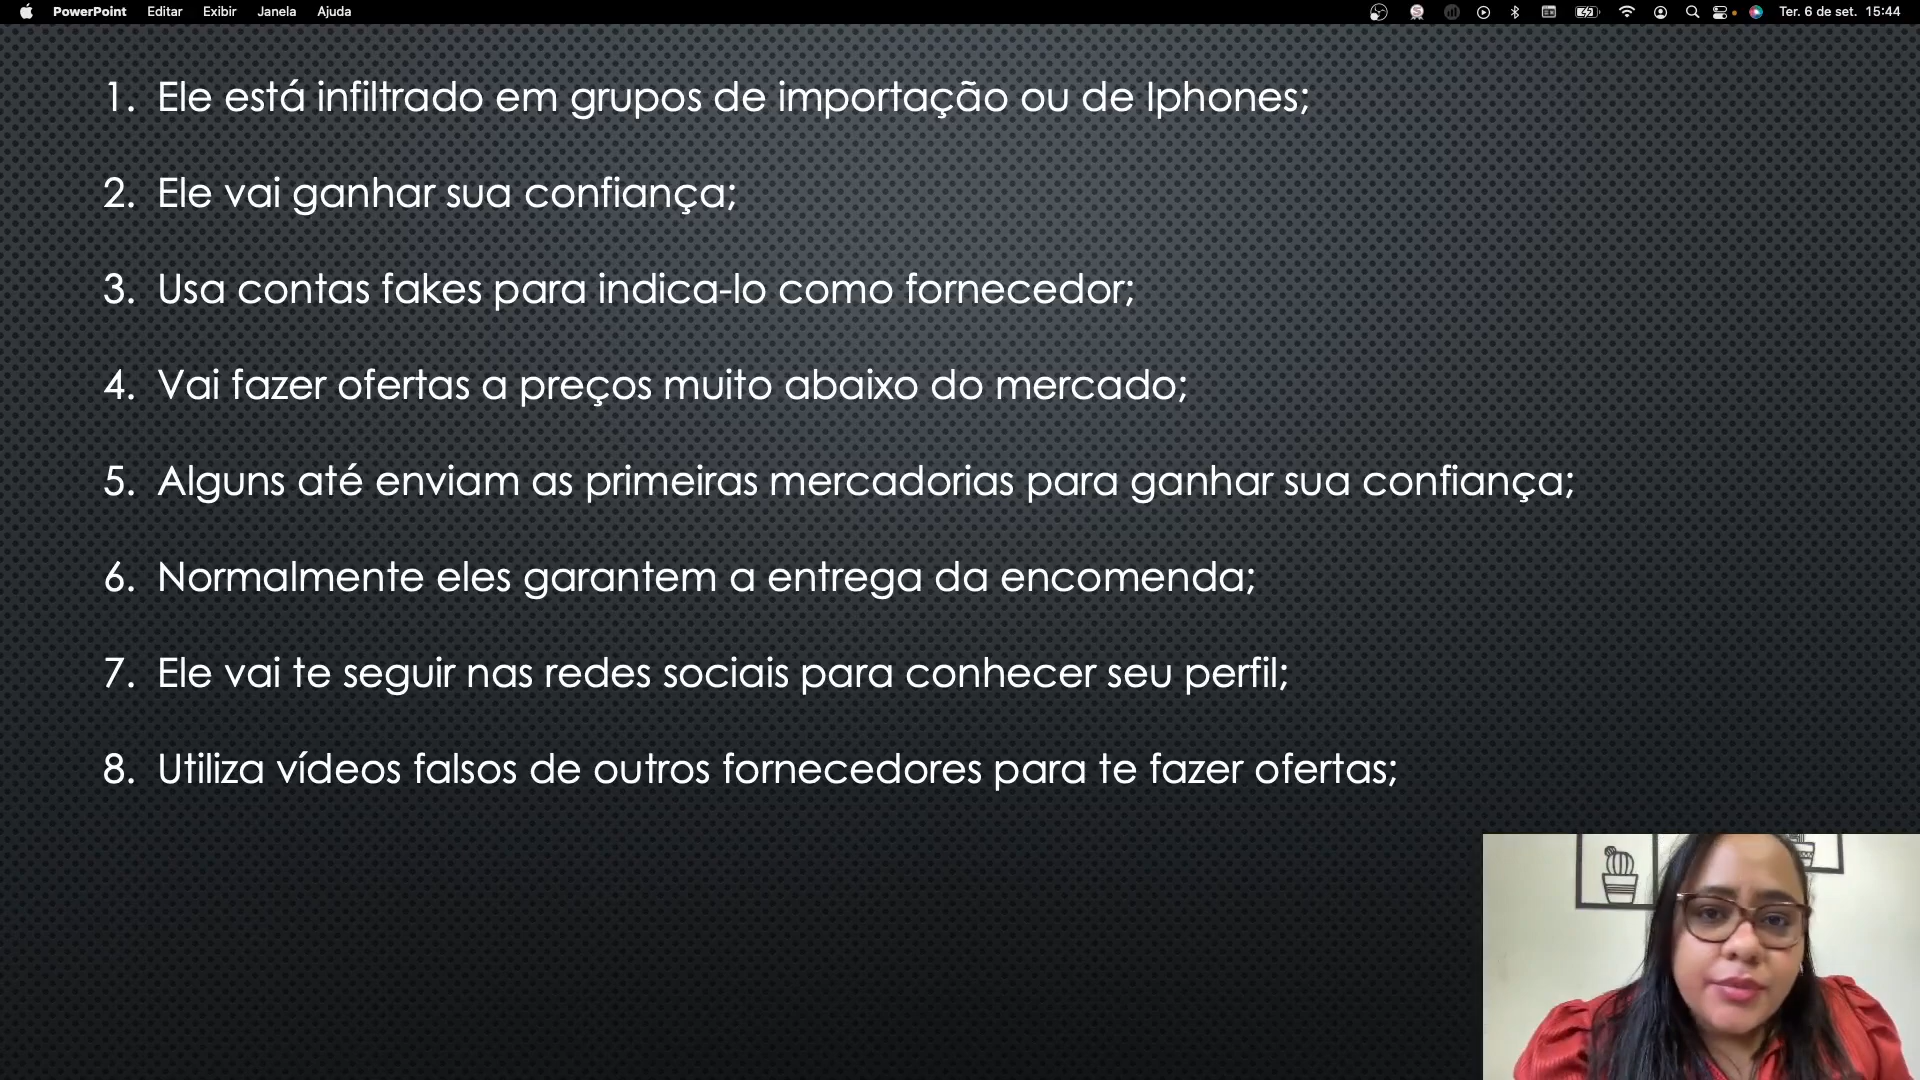 PowerPoint Editar Exibir Janela Ajuda Ter. 6 de set. 15:44
1. Ele está infiltrado em grupos de importação ou de Iphones;
2. Ele vai ganhar sua confiança;
3. Usa contas fakes para indica-lo como fornecedor;
4. Vai fazer ofertas a preços muito abaixo do mercado;
5. Alguns até enviam as primeiras mercadorias para ganhar sua confiança;
6. Normalmente eles garantem a entrega da encomenda;
7. Ele vai te seguir nas redes sociais para conhecer seu perfil;
8. Utiliza vídeos falsos de outros fornecedores para te fazer ofertas;